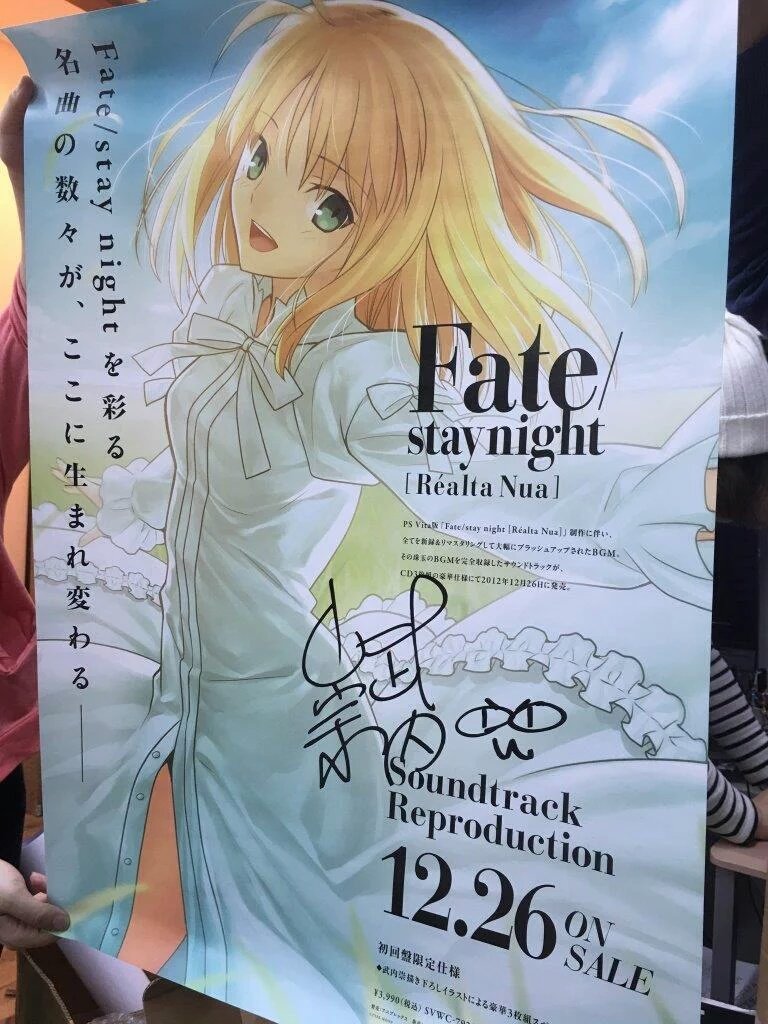 Fate/stay nightを彩る
名曲の数々が、ここに生まれ変わる――
Fate/
stay night
[Réalta Nua]
PS Vita版「Fate/stay night [Réalta Nua]」制作に伴い、
全てを新録&リマスタリングして大幅にブラッシュアップされたBGM。
その珠玉のBGMを完全収録したサウンドトラックが、
CD3枚組の豪華仕様にて2012年12月26日に発売。
Soundtrack
Reproduction
12.26 ON SALE
初回盤限定仕様
◆武内崇描き下ろしイラストによる豪華3枚組ス
¥3,990(税込) SVWC-